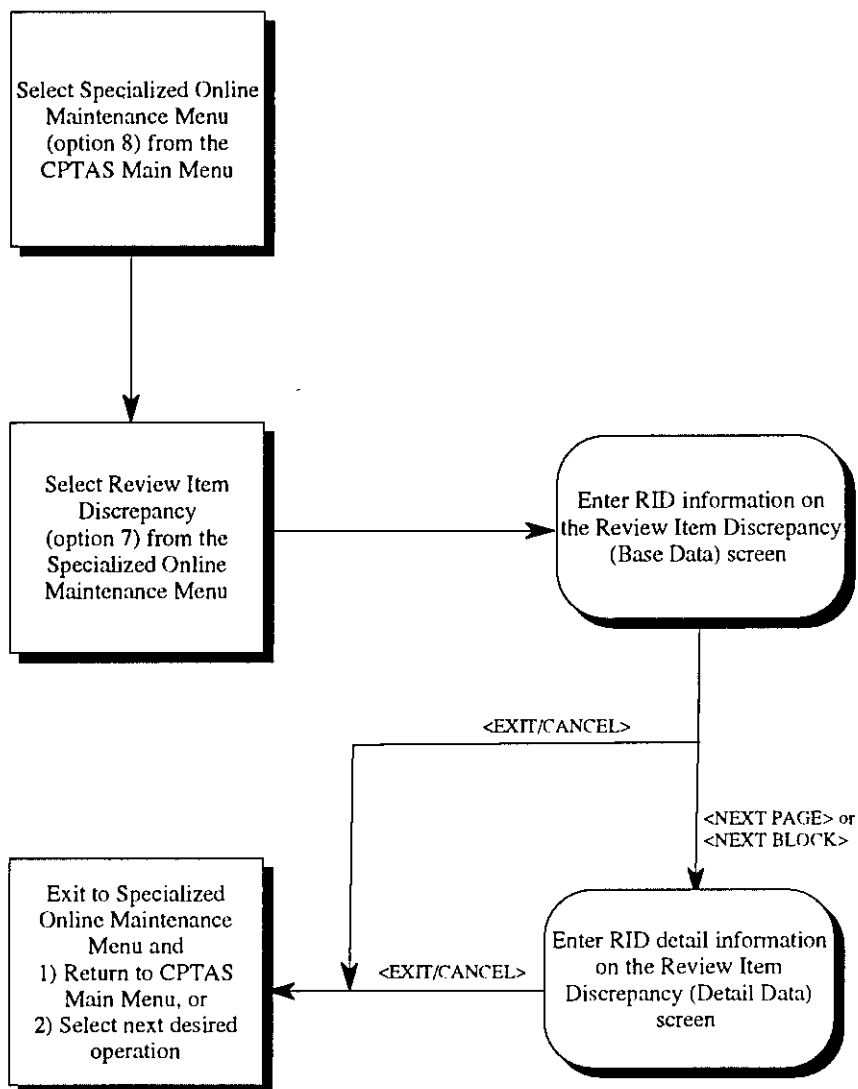 Select Specialized Online
Maintenance Menu
(option 8) from the
CPTAS Main Menu
Select Review Item
Discrepancy
(option 7) from the
Specialized Online
Maintenance Menu
Enter RID information on
the Review Item Discrepancy
(Base Data) screen
<EXIT/CANCEL>
<NEXT PAGE> or
<NEXT BLOCK>
Enter RID detail information
on the Review Item
Discrepancy (Detail Data)
screen
<EXIT/CANCEL>
Exit to Specialized
Online Maintenance
Menu and
1) Return to CPTAS
Main Menu, or
2) Select next desired
operation